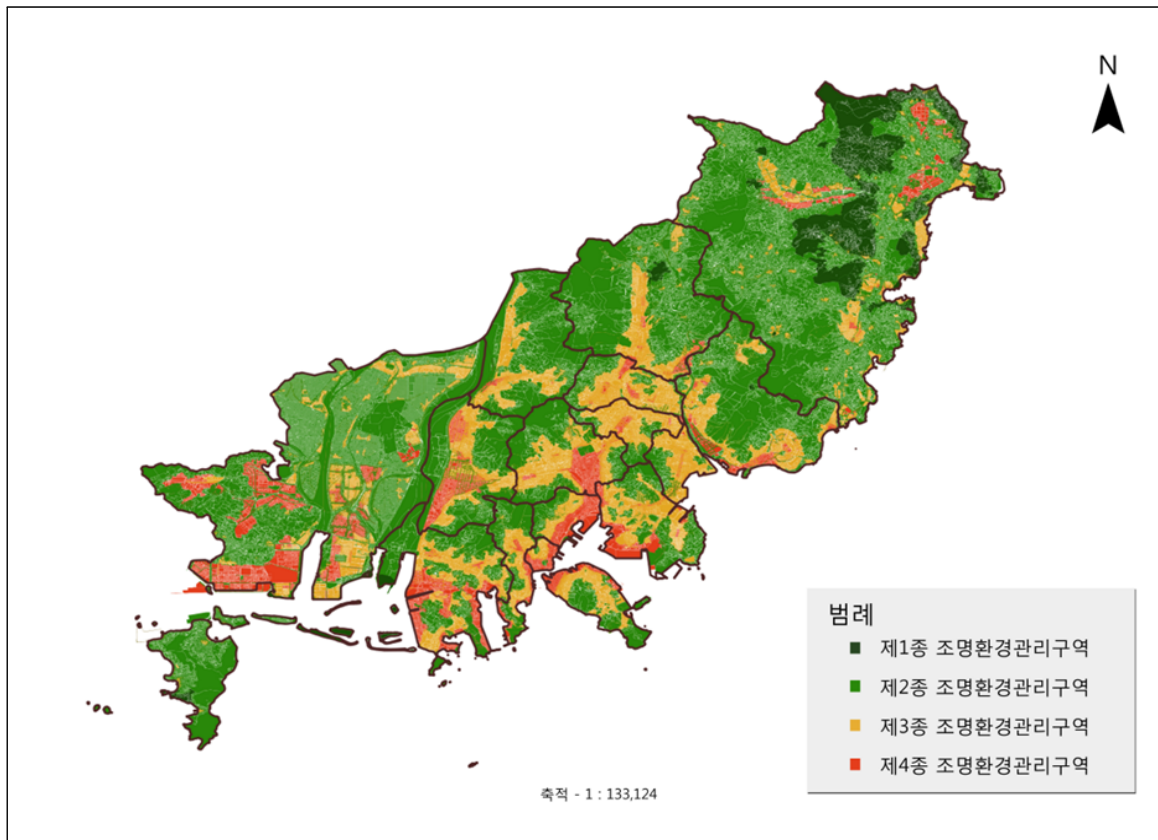 N
범례
제1종 조명환경관리구역
제2종 조명환경관리구역
제3종 조명환경관리구역
제4종 조명환경관리구역
축적 - 1 : 133,124